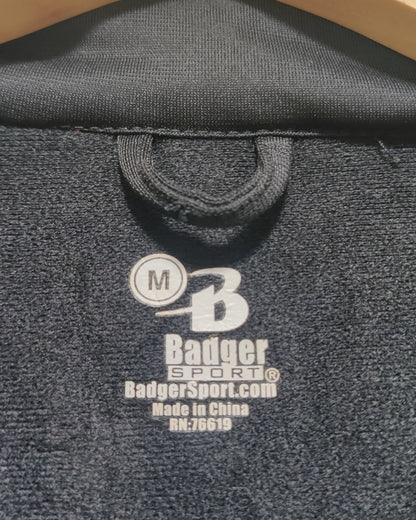 M B
Badger
SPORT®
BadgerSport.com
Made in China
RN:76619